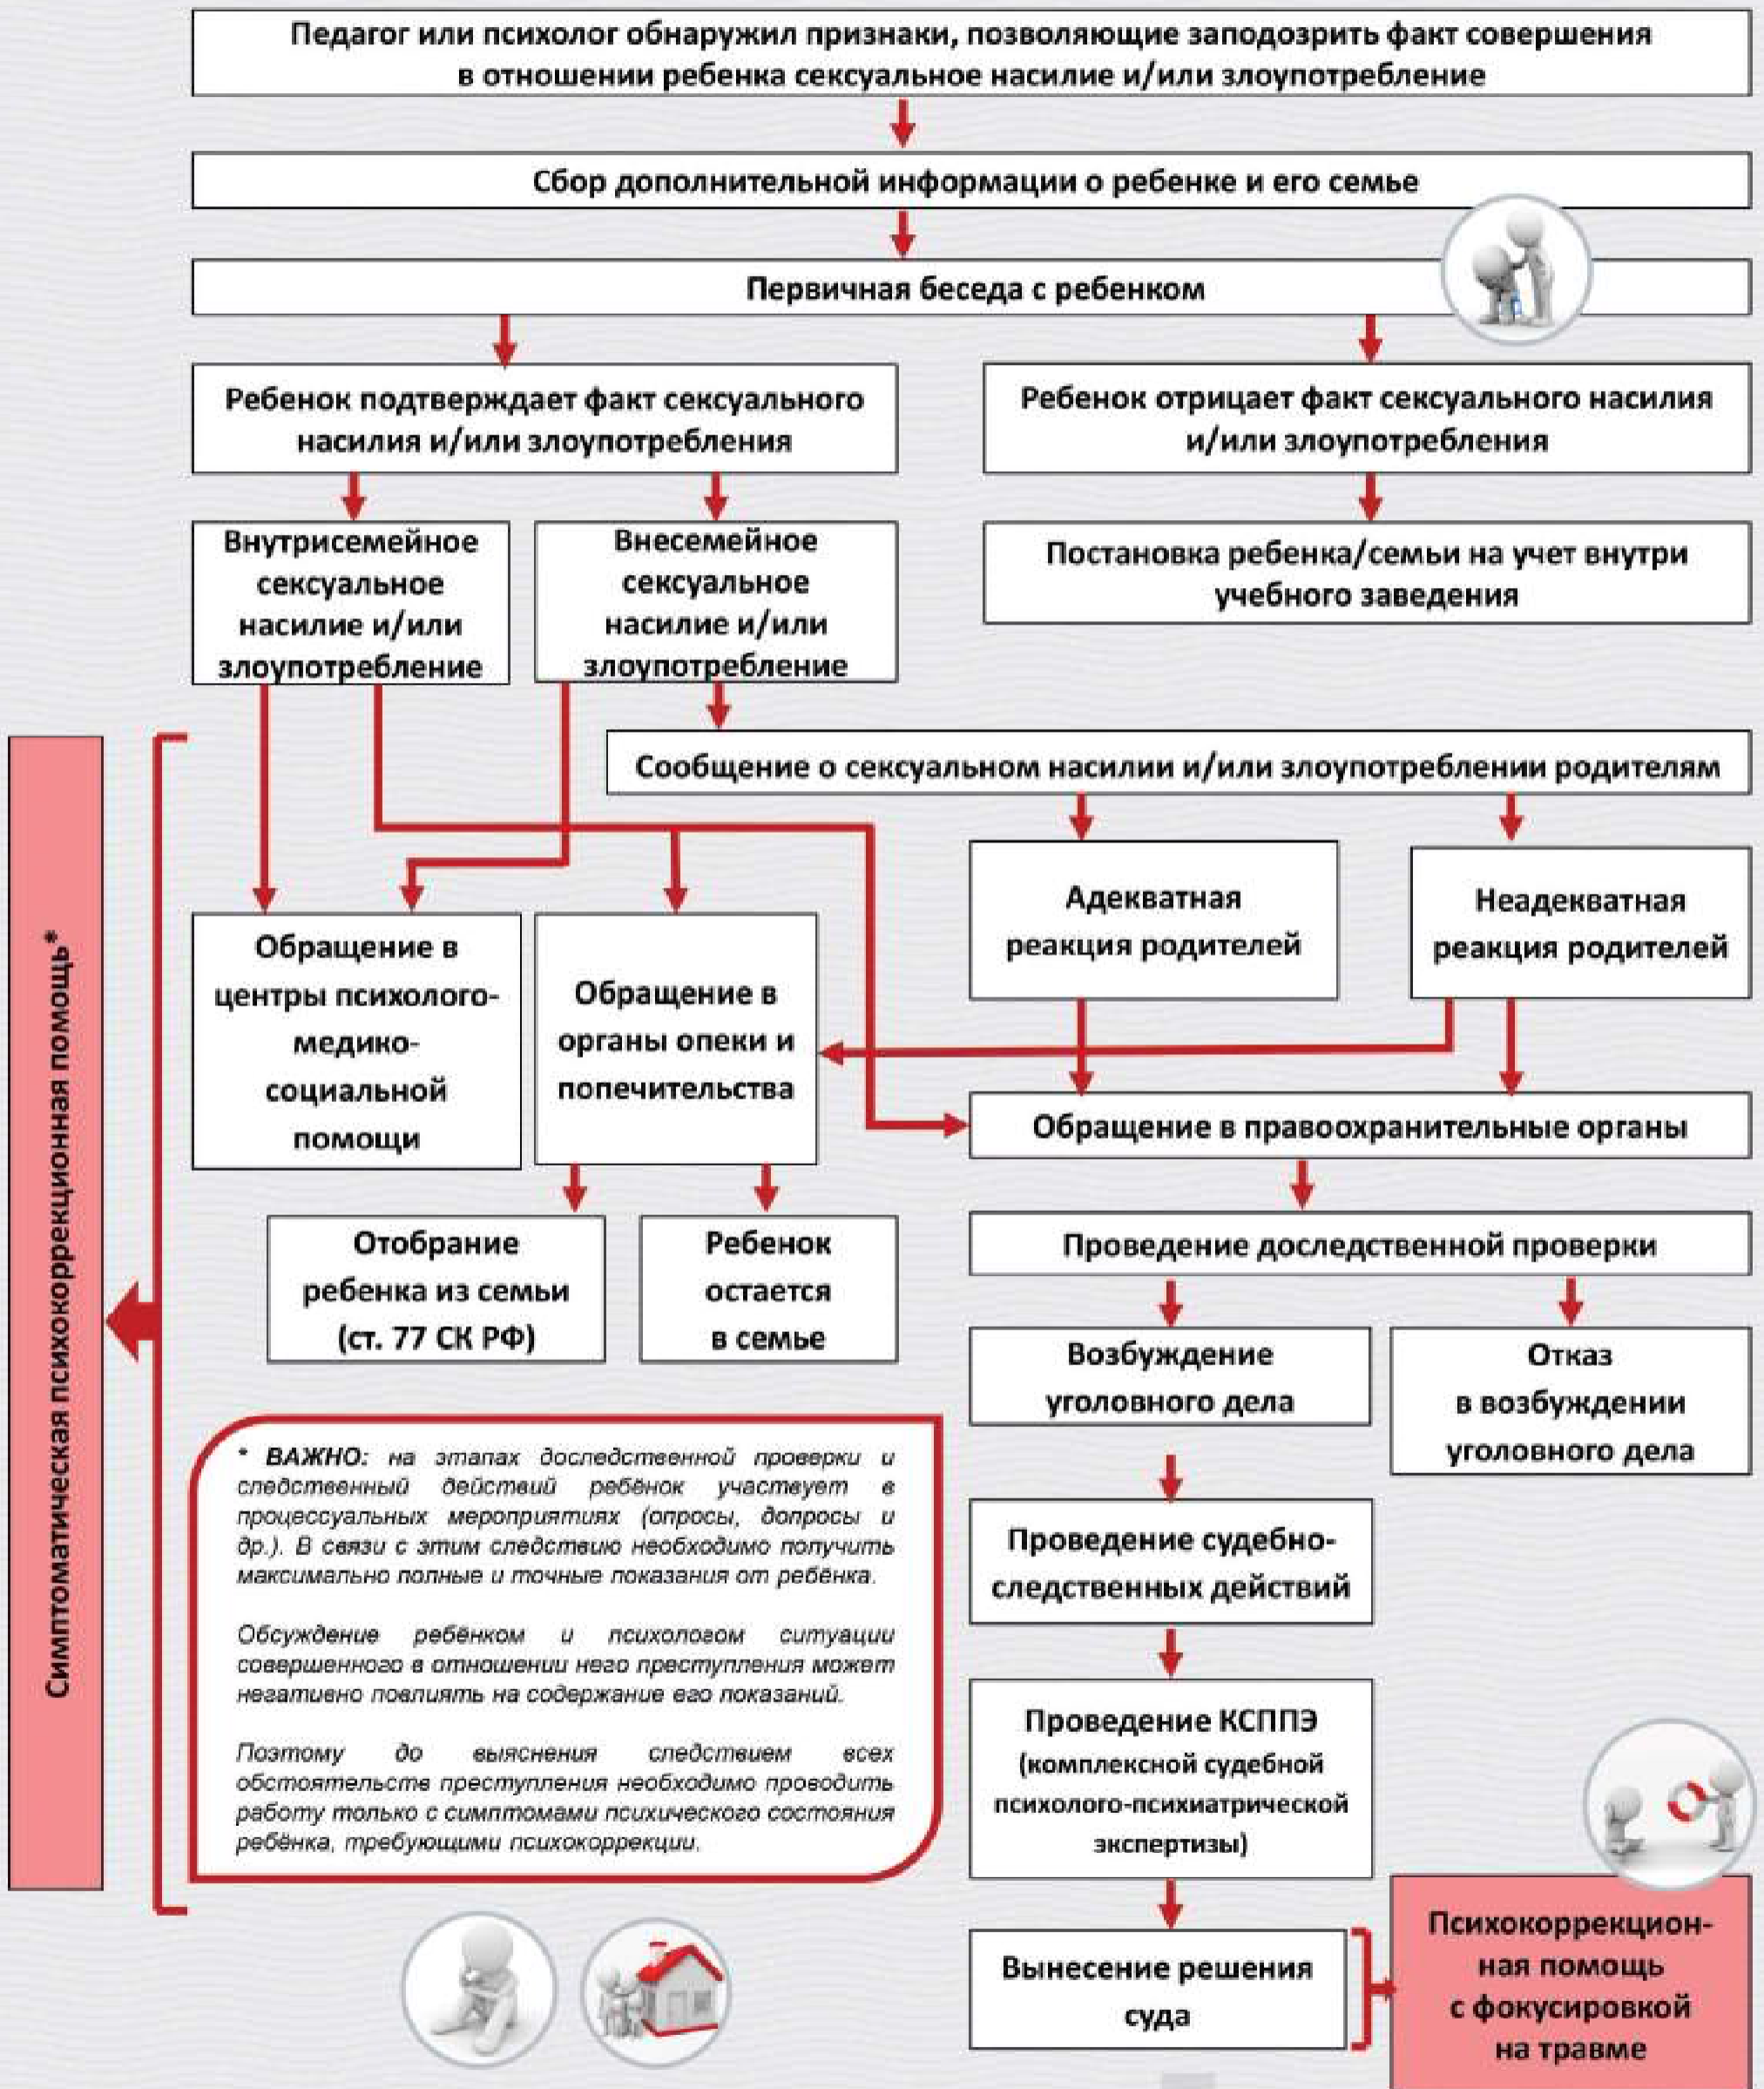 Педагог или психолог обнаружил признаки, позволяющие заподозрить факт совершения
в отношении ребенка сексуальное насилие и/или злоупотребление
Сбор дополнительной информации о ребенке и его семье
Первичная беседа с ребенком
Ребенок подтверждает факт сексуального
насилия и/или злоупотребления
Ребенок отрицает факт сексуального насилия
и/или злоупотребления
Внутрисемейное
сексуальное
насилие и/или
злоупотребление
Внесемейное
сексуальное
насилие и/или
злоупотребление
Постановка ребенка/семьи на учет внутри
учебного заведения
Сообщение о сексуальном насилии и/или злоупотреблении родителям
Адекватная
реакция родителей
Неадекватная
реакция родителей
Обращение в
центры психолого-
медико-
социальной
помощи
Обращение в
органы опеки и
попечительства
Обращение в правоохранительные органы
Отобрание
ребенка из семьи
(ст. 77 СК РФ)
Ребенок
остается
в семье
Проведение доследственной проверки
Возбуждение
уголовного дела
Отказ
в возбуждении
уголовного дела
Симптоматическая психокоррекционная помощь*
* ВАЖНО: на этапах доследственной проверки и
следственный действий ребёнок участвует в
процессуальных мероприятиях (опросы, допросы и
др.). В связи с этим следствию необходимо получить
максимально полные и точные показания от ребёнка.
Обсуждение ребёнком и психологом ситуации
совершенного в отношении него преступления может
негативно повлиять на содержание его показаний.
Поэтому до выяснения следствием всех
обстоятельств преступления необходимо проводить
работу только с симптомами психического состояния
ребёнка, требующими психокоррекции.
Проведение судебно-
следственных действий
Проведение КСППЭ
(комплексной судебной
психолого-психиатрической
экспертизы)
Вынесение решения
суда
Психокоррекцион-
ная помощь
с фокусировкой
на травме